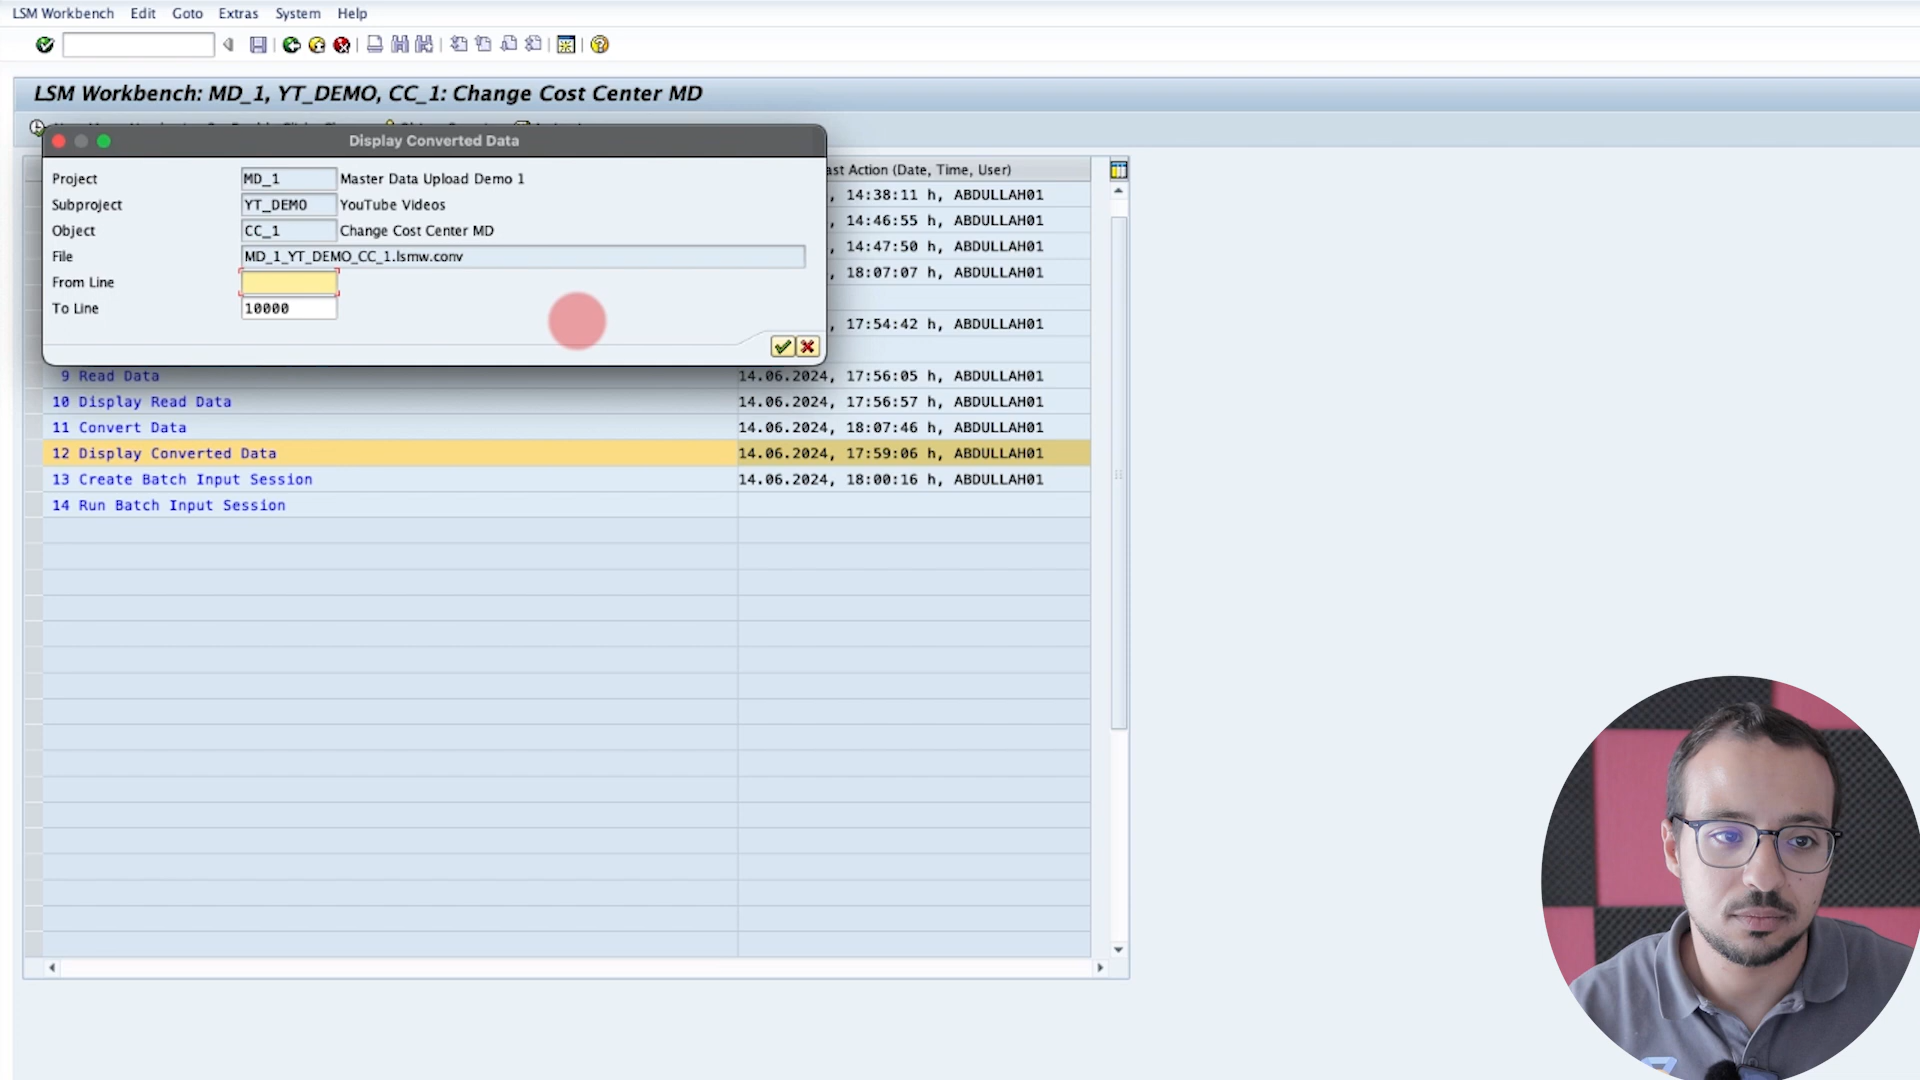 LSM Workbench Edit Goto Extras System Help
LSM Workbench: MD_1, YT_DEMO, CC_1: Change Cost Center MD
Display Converted Data
Project MD_1 Master Data Upload Demo 1
Subproject YT_DEMO YouTube Videos
Object CC_1 Change Cost Center MD
File MD_1_YT_DEMO_CC_1.lsmw.conv
From Line
To Line 10000
ast Action (Date, Time, User)
, 14:38:11 h, ABDULLAH01
, 14:46:55 h, ABDULLAH01
, 14:47:50 h, ABDULLAH01
, 18:07:07 h, ABDULLAH01
, 17:54:42 h, ABDULLAH01
9 Read Data 14.06.2024, 17:56:05 h, ABDULLAH01
10 Display Read Data 14.06.2024, 17:56:57 h, ABDULLAH01
11 Convert Data 14.06.2024, 18:07:46 h, ABDULLAH01
12 Display Converted Data 14.06.2024, 17:59:06 h, ABDULLAH01
13 Create Batch Input Session 14.06.2024, 18:00:16 h, ABDULLAH01
14 Run Batch Input Session